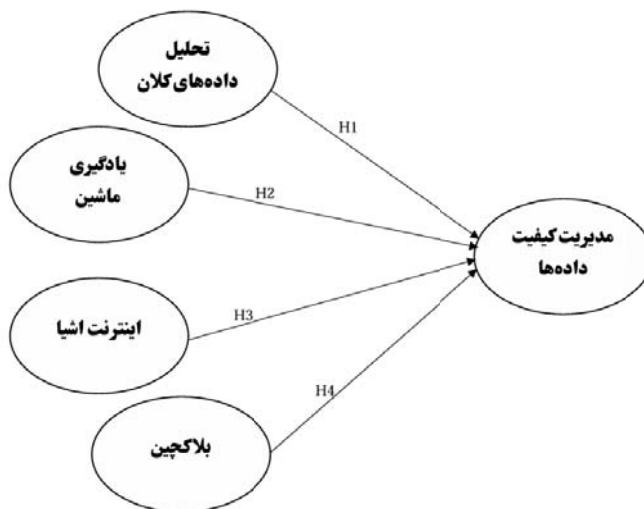 تحلیل
داده‌های کلان
H1
یادگیری
ماشین
H2
مدیریت کیفیت
داده‌ها
اینترنت اشیا
H3
H4
بلاکچین